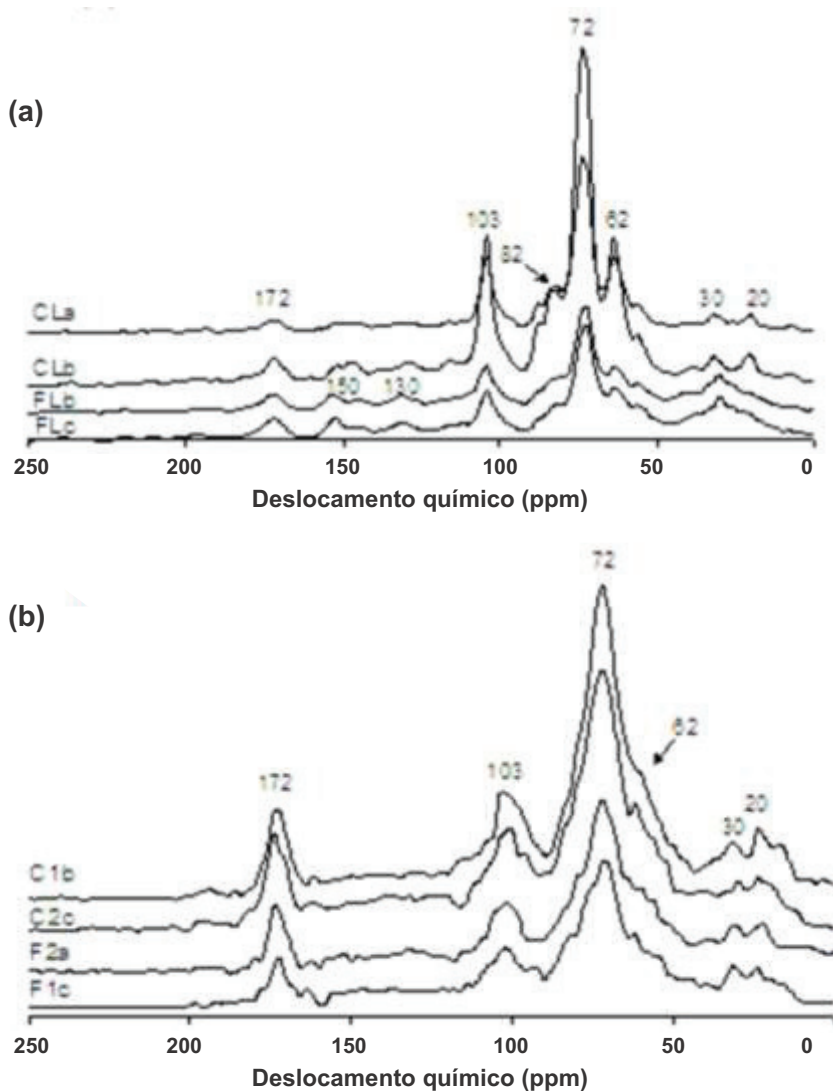 72
(a)
103
82
62
172
30 20
CLa
CLb
150 130
FLb
FLc
250 200 150 100 50 0
Deslocamento químico (ppm)
72
(b)
62
172
103
20
30
C1b
C2c
F2a
F1c
250 200 150 100 50 0
Deslocamento químico (ppm)